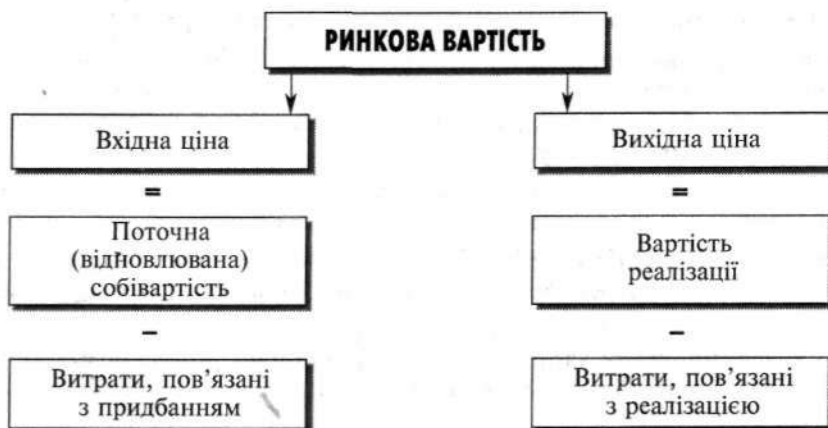 РИНКОВА ВАРТІСТЬ
Вхідна ціна
=
Поточна
(відновлювана)
собівартість
–
Витрати, пов’язані
з придбанням
Вихідна ціна
=
Вартість
реалізації
–
Витрати, пов’язані
з реалізацією